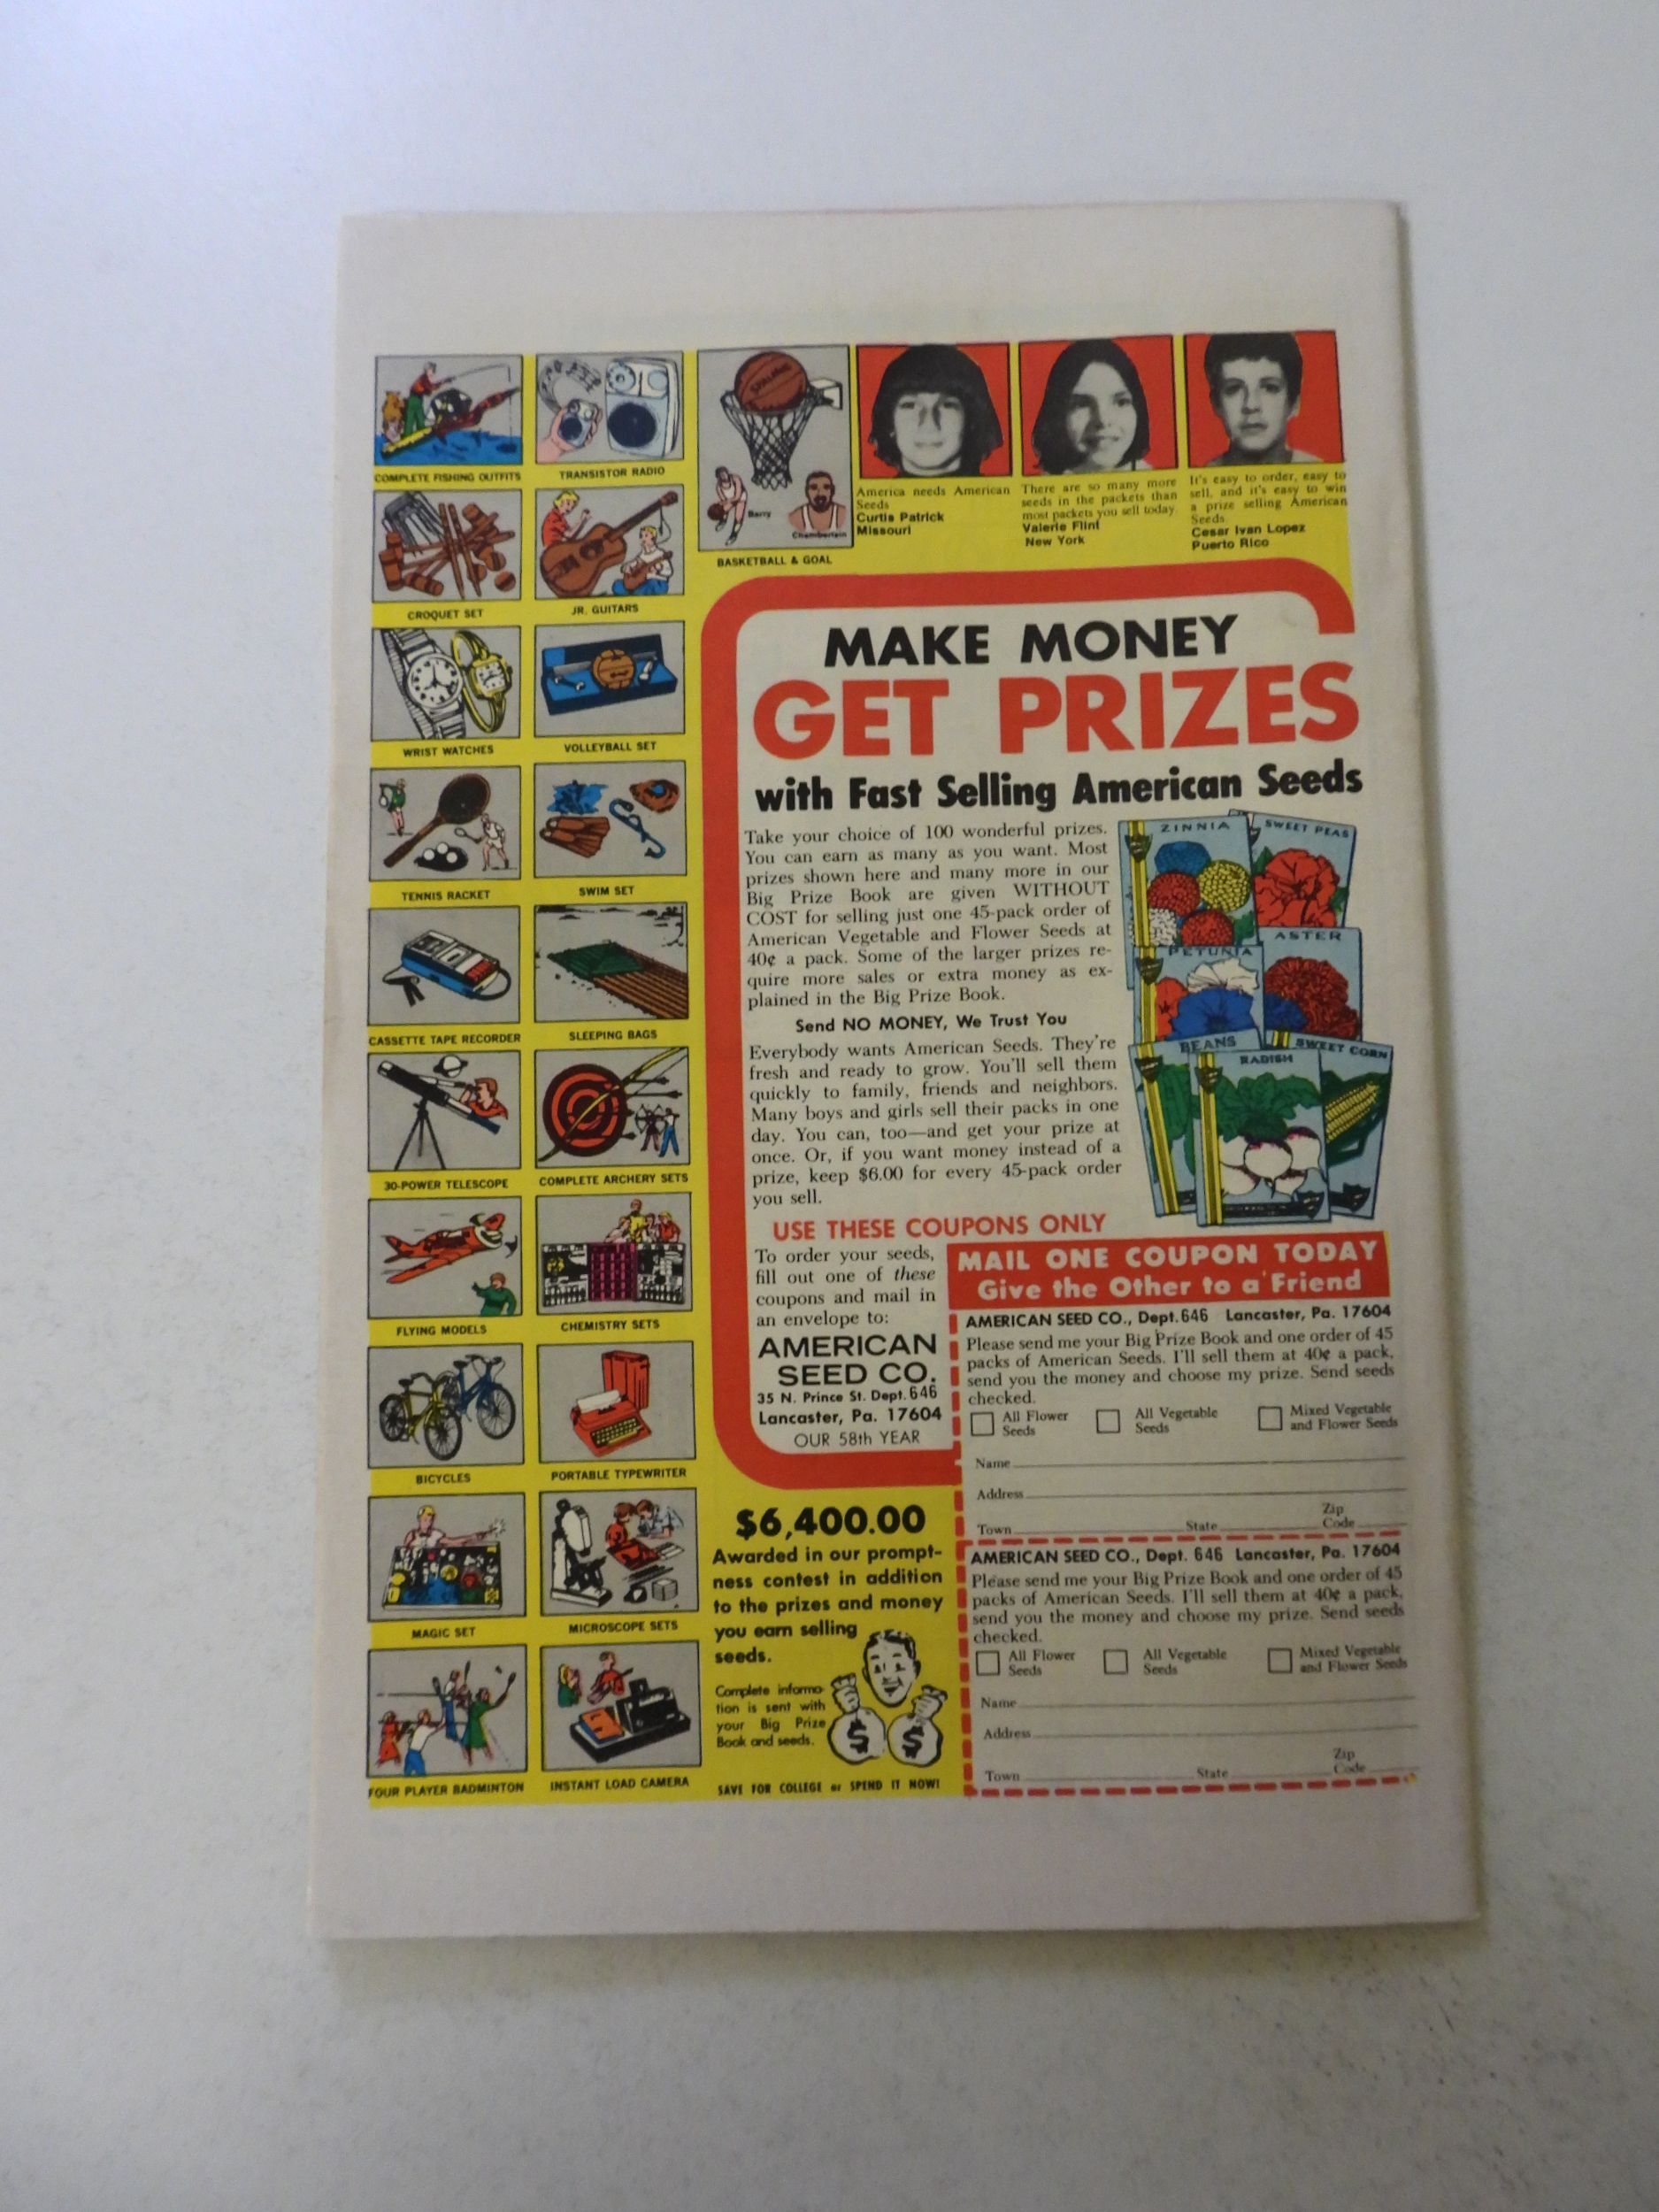 COMPLETE FISHING OUTFITS
TRANSISTOR RADIO
CROQUET SET
JR. GUITARS
WRIST WATCHES
VOLLEYBALL SET
TENNIS RACKET
SWIM SET
CASSETTE TAPE RECORDER
SLEEPING BAGS
30-POWER TELESCOPE
COMPLETE ARCHERY SETS
FLYING MODELS
CHEMISTRY SETS
BICYCLES
PORTABLE TYPEWRITER
MAGIC SET
MICROSCOPE SETS
FOUR PLAYER BADMINTON
INSTANT LOAD CAMERA
SPALDING
Barry
Chamberlain
BASKETBALL & GOAL
America needs American
Seeds
Curtis Patrick
Missouri
There are so many more
seeds in the packets than
most packets you sell today.
Valerie Flint
New York
It's easy to order, easy to
sell, and it's easy to win
a prize selling American
Seeds.
Cesar Ivan Lopez
Puerto Rico
MAKE MONEY
GET PRIZES
with Fast Selling American Seeds
Take your choice of 100 wonderful prizes.
You can earn as many as you want. Most
prizes shown here and many more in our
Big Prize Book are given WITHOUT
COST for selling just one 45-pack order of
American Vegetable and Flower Seeds at
40¢ a pack. Some of the larger prizes re-
quire more sales or extra money as ex-
plained in the Big Prize Book.
Send NO MONEY, We Trust You
Everybody wants American Seeds. They're
fresh and ready to grow. You'll sell them
quickly to family, friends and neighbors.
Many boys and girls sell their packs in one
day. You can, too—and get your prize at
once. Or, if you want money instead of a
prize, keep $6.00 for every 45-pack order
you sell.
ZINNIA
SWEET PEAS
PETUNIA
ASTER
BEANS
RADISH
SWEET CORN
USE THESE COUPONS ONLY
To order your seeds,
fill out one of these
coupons and mail in
an envelope to:
AMERICAN
SEED CO.
35 N. Prince St. Dept. 646
Lancaster, Pa. 17604
OUR 58th YEAR
$6,400.00
Awarded in our prompt-
ness contest in addition
to the prizes and money
you earn selling
seeds.
Complete informa-
tion is sent with
your Big Prize
Book and seeds.
$ $
SAVE FOR COLLEGE or SPEND IT NOW!
MAIL ONE COUPON TODAY
Give the Other to a Friend
AMERICAN SEED CO., Dept. 646 Lancaster, Pa. 17604
Please send me your Big Prize Book and one order of 45
packs of American Seeds. I'll sell them at 40¢ a pack,
send you the money and choose my prize. Send seeds
checked.
All Flower Seeds
All Vegetable Seeds
Mixed Vegetable and Flower Seeds
Name
Address
Town State Zip Code
AMERICAN SEED CO., Dept. 646 Lancaster, Pa. 17604
Please send me your Big Prize Book and one order of 45
packs of American Seeds. I'll sell them at 40¢ a pack,
send you the money and choose my prize. Send seeds
checked.
All Flower Seeds
All Vegetable Seeds
Mixed Vegetable and Flower Seeds
Name
Address
Town State Zip Code